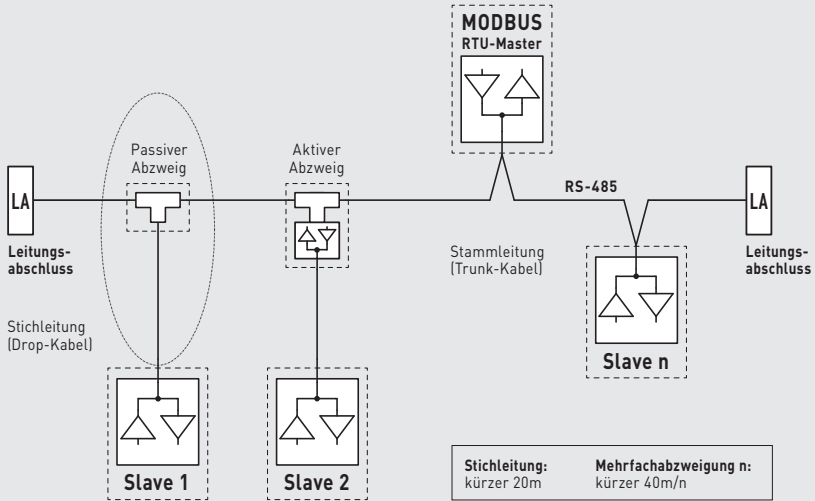 MODBUS
RTU-Master
Passiver
Abzweig
Aktiver
Abzweig
LA
RS-485
LA
Leitungs-
abschluss
Stammleitung
(Trunk-Kabel)
Leitungs-
abschluss
Stichleitung
(Drop-Kabel)
Slave n
Slave 1
Slave 2
Stichleitung:
kürzer 20m
Mehrfachabzweigung n:
kürzer 40m/n